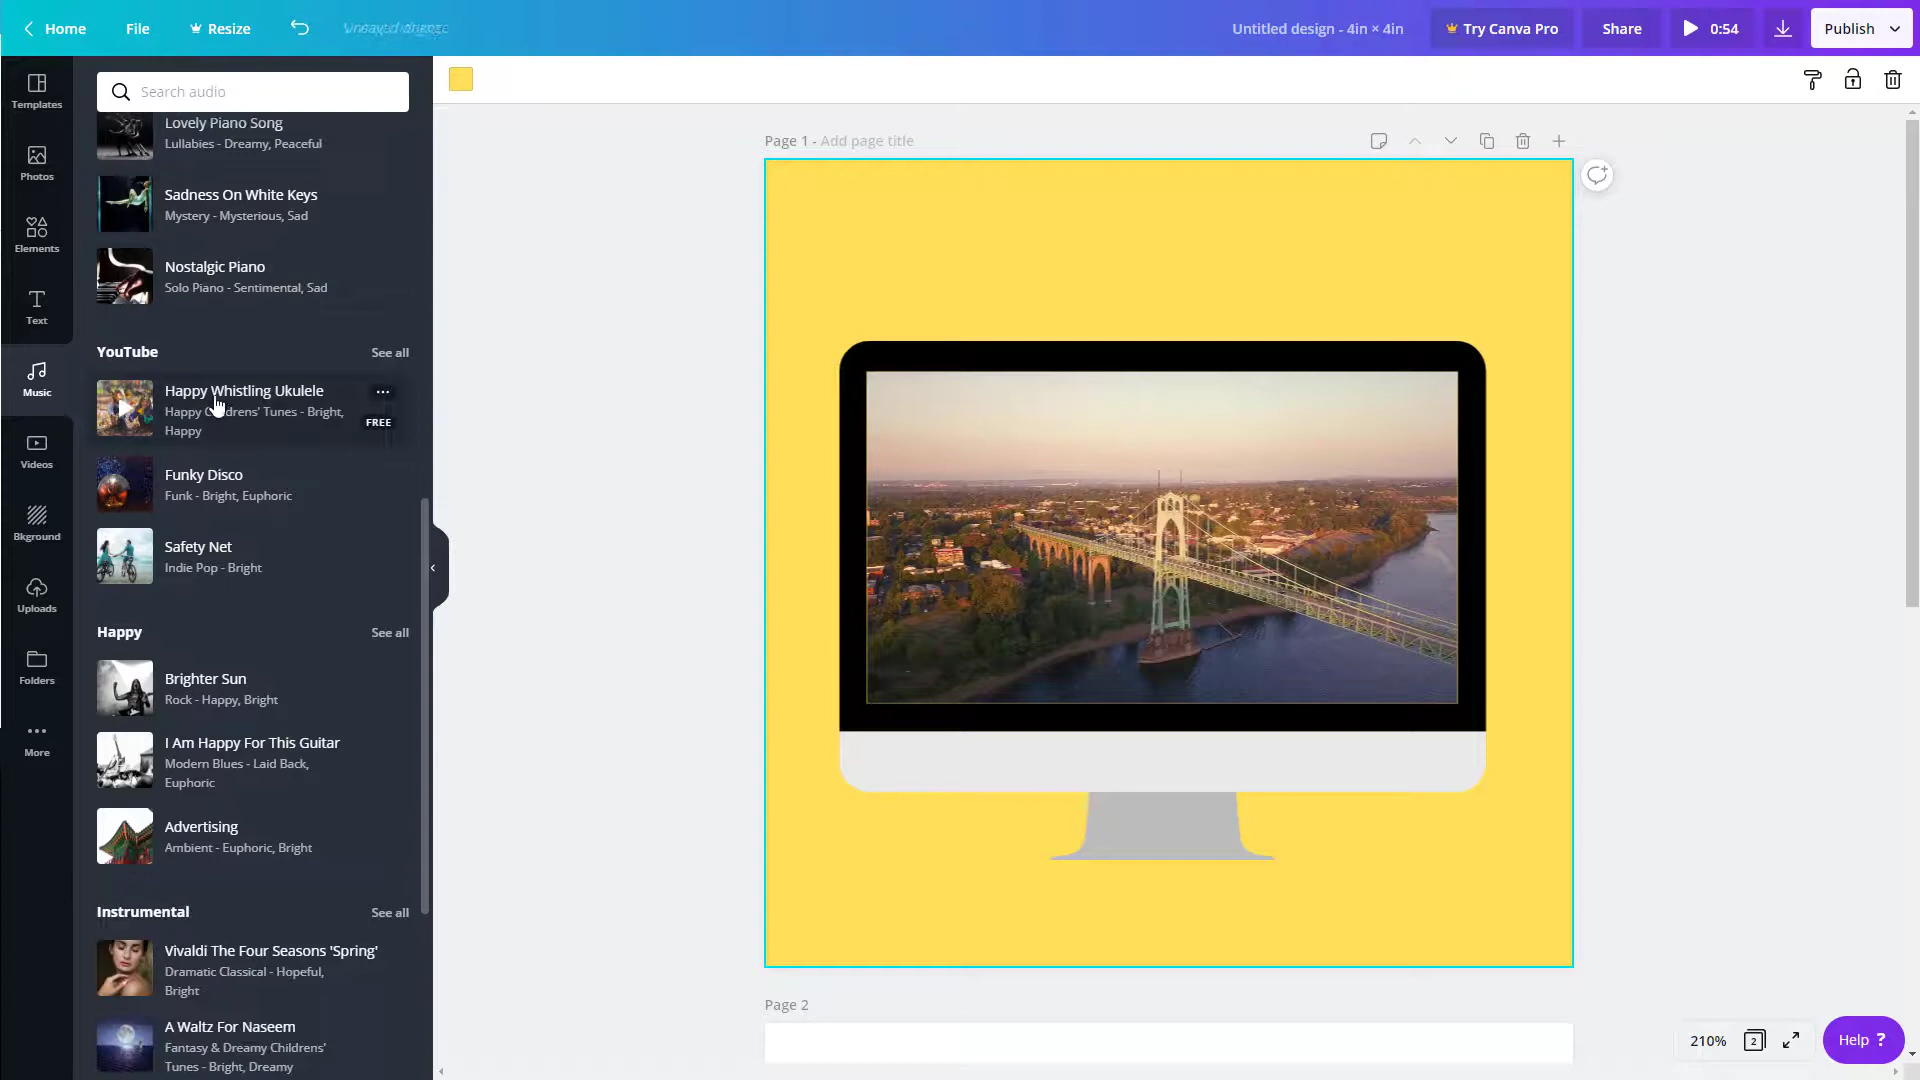 Home
File
Resize
Unsaved change
Untitled design - 4in × 4in
Try Canva Pro
Share
0:54
Publish
Templates
Photos
Elements
Text
Music
Videos
Bkground
Uploads
Folders
More
Search audio
Lovely Piano Song
Lullabies - Dreamy, Peaceful
Sadness On White Keys
Mystery - Mysterious, Sad
Nostalgic Piano
Solo Piano - Sentimental, Sad
YouTube
See all
Happy Whistling Ukulele
Happy Childrens' Tunes - Bright,
Happy
FREE
Funky Disco
Funk - Bright, Euphoric
Safety Net
Indie Pop - Bright
Happy
See all
Brighter Sun
Rock - Happy, Bright
I Am Happy For This Guitar
Modern Blues - Laid Back,
Euphoric
Advertising
Ambient - Euphoric, Bright
Instrumental
See all
Vivaldi The Four Seasons 'Spring'
Dramatic Classical - Hopeful,
Bright
A Waltz For Naseem
Fantasy & Dreamy Childrens'
Tunes - Bright, Dreamy
Page 1 - Add page title
Page 2
210%
2
Help ?